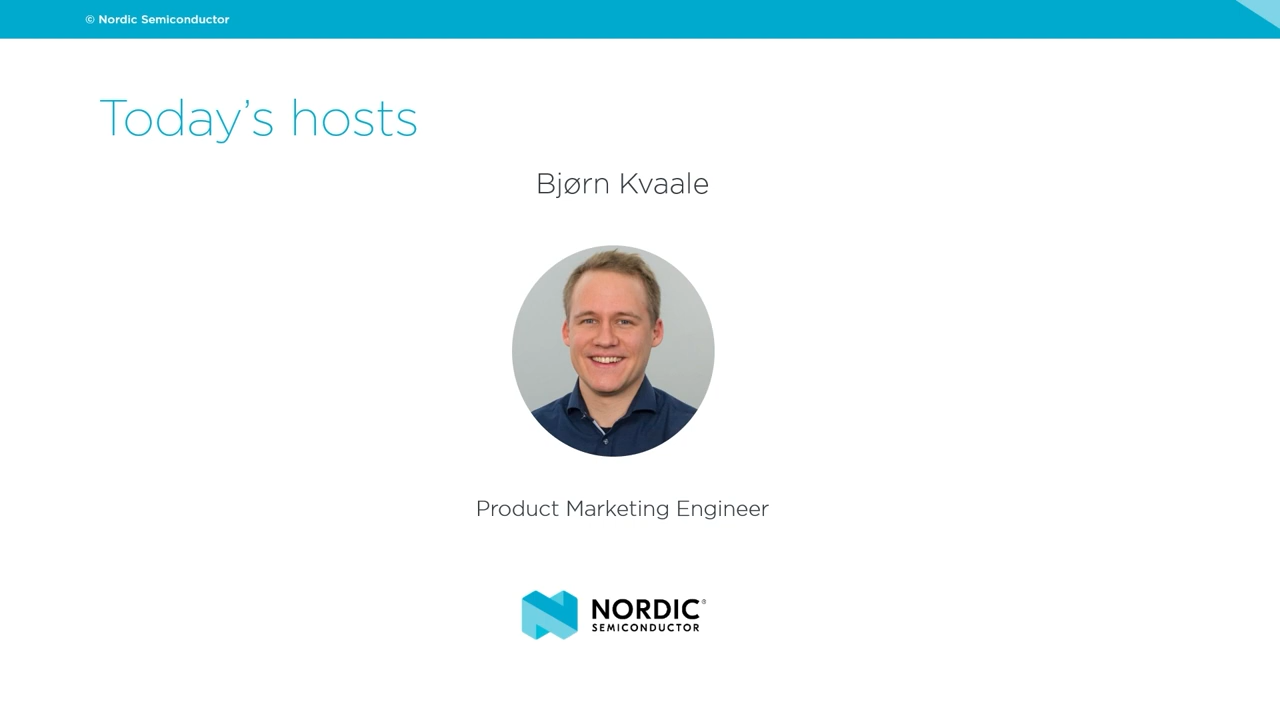 © Nordic Semiconductor
Today’s hosts
Bjørn Kvaale
Product Marketing Engineer
NORDIC®
SEMICONDUCTOR